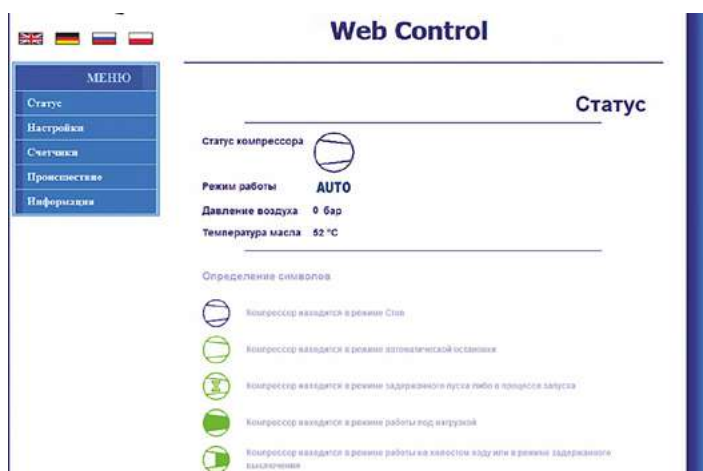 Web Control
МЕНЮ
Статус
Настройки
Счетчики
Происшествие
Информация
Статус
Статус компрессора
Режим работы AUTO
Давление воздуха 0 бар
Температура масла 52 °C
Определение символов
Компрессор находится в режиме Стоп
Компрессор находится в режиме автоматической остановки
Компрессор находится в режиме задержанного пуска либо в процессе запуска
Компрессор находится в режиме работы под нагрузкой
Компрессор находится в режиме работы на холостом ходу или в режиме задержанного
выключения